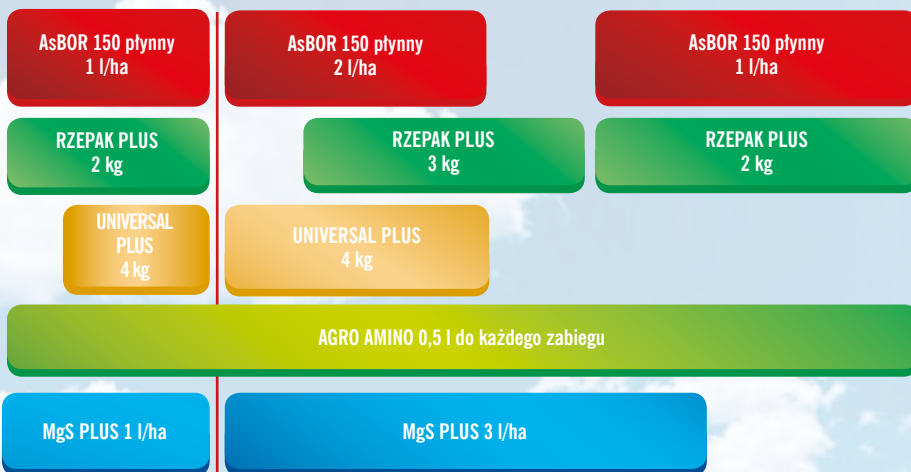 AsBOR 150 płynny
1 l/ha
AsBOR 150 płynny
2 l/ha
AsBOR 150 płynny
1 l/ha
RZEPAK PLUS
2 kg
RZEPAK PLUS
3 kg
RZEPAK PLUS
2 kg
UNIVERSAL
PLUS
4 kg
UNIVERSAL PLUS
4 kg
AGRO AMINO 0,5 l do każdego zabiegu
MgS PLUS 1 l/ha
MgS PLUS 3 l/ha